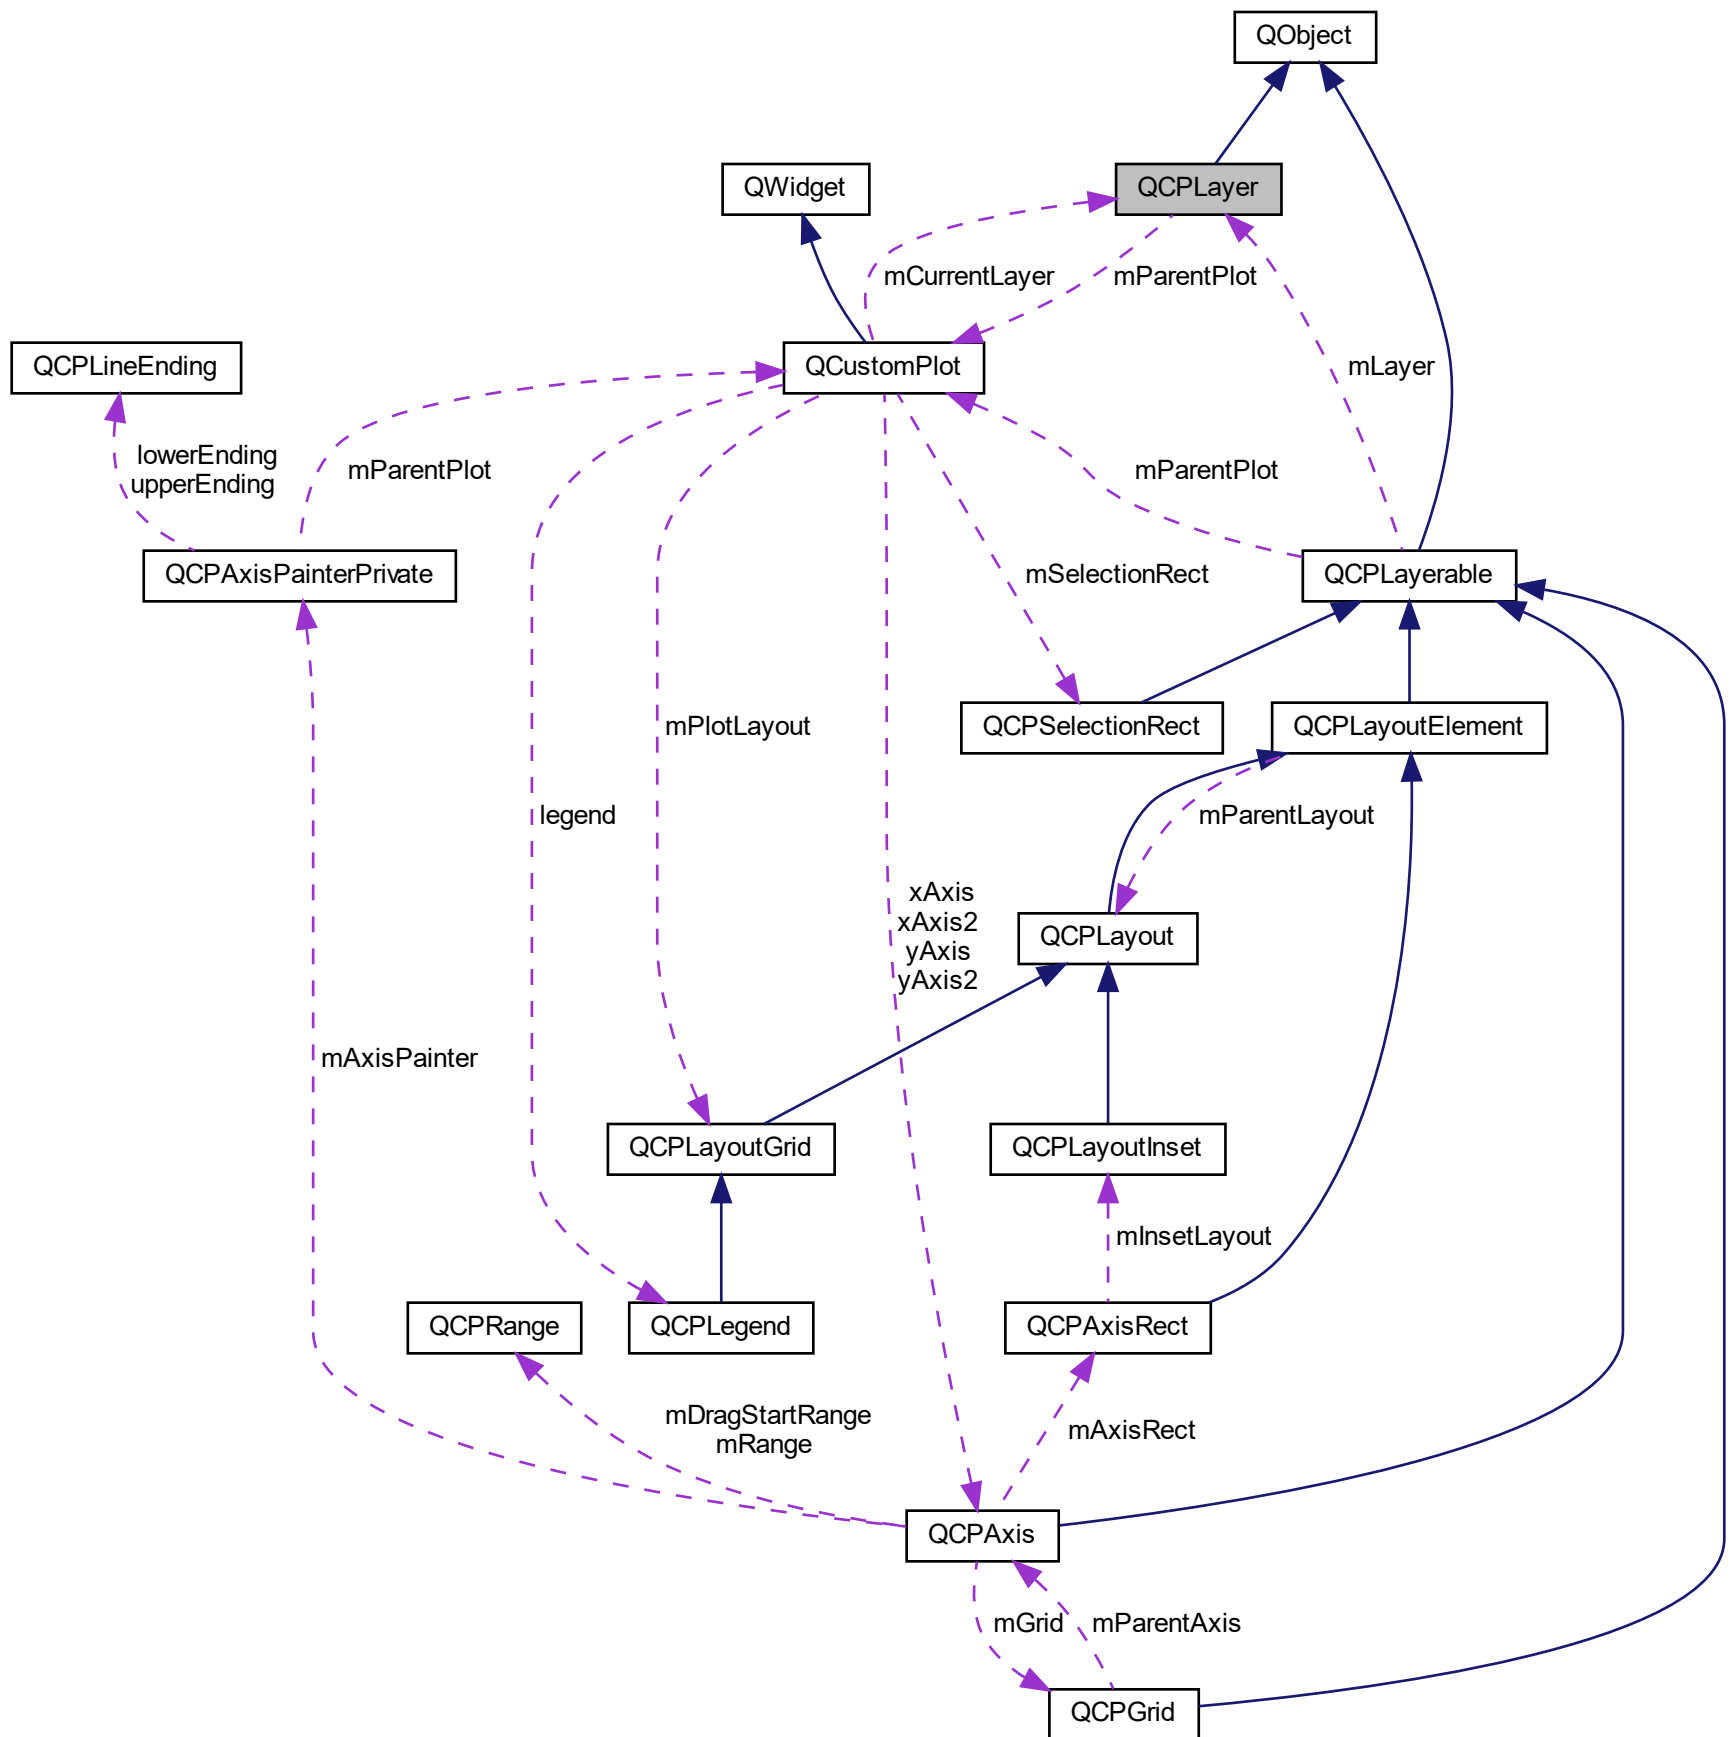 QObject
QWidget
QCPLayer
mCurrentLayer
mParentPlot
QCPLineEnding
QCustomPlot
mLayer
lowerEnding
upperEnding
mParentPlot
mParentPlot
QCPAxisPainterPrivate
mSelectionRect
QCPLayerable
mPlotLayout
QCPSelectionRect
QCPLayoutElement
legend
mParentLayout
xAxis
xAxis2
yAxis
yAxis2
QCPLayout
mAxisPainter
QCPLayoutGrid
QCPLayoutInset
mInsetLayout
QCPRange
QCPLegend
QCPAxisRect
mDragStartRange
mRange
mAxisRect
QCPAxis
mGrid
mParentAxis
QCPGrid